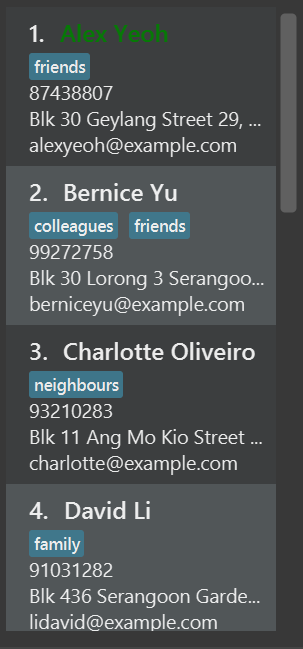 1. Alex Yeoh
friends
87438807
Blk 30 Geylang Street 29, ...
alexyeoh@example.com
2. Bernice Yu
colleagues friends
99272758
Blk 30 Lorong 3 Serangoo...
berniceyu@example.com
3. Charlotte Oliveiro
neighbours
93210283
Blk 11 Ang Mo Kio Street ...
charlotte@example.com
4. David Li
family
91031282
Blk 436 Serangoon Garde...
lidavid@example.com